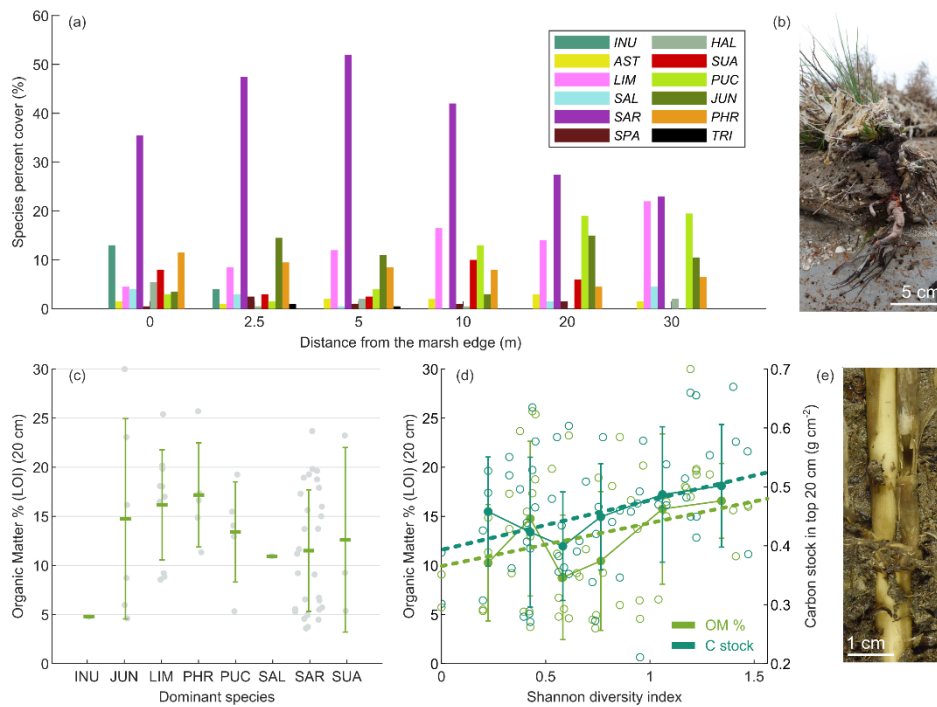 (a)
60
50
40
30
20
10
0
Species percent cover (%)
INU HAL
AST SUA
LIM PUC
SAL JUN
SAR PHR
SPA TRI
0 2.5 5 10 20 30
Distance from the marsh edge (m)
(b)
5 cm
(c)
30
25
20
15
10
5
0
Organic Matter % (LOI) (20 cm)
INU JUN LIM PHR PUC SAL SAR SUA
Dominant species
(d)
30
25
20
15
10
5
0
Organic Matter % (LOI) (20 cm)
0.7
0.6
0.5
0.4
0.3
0.2
Carbon stock in top 20 cm (g cm-2)
OM %
C stock
0 0.5 1 1.5
Shannon diversity index
(e)
1 cm